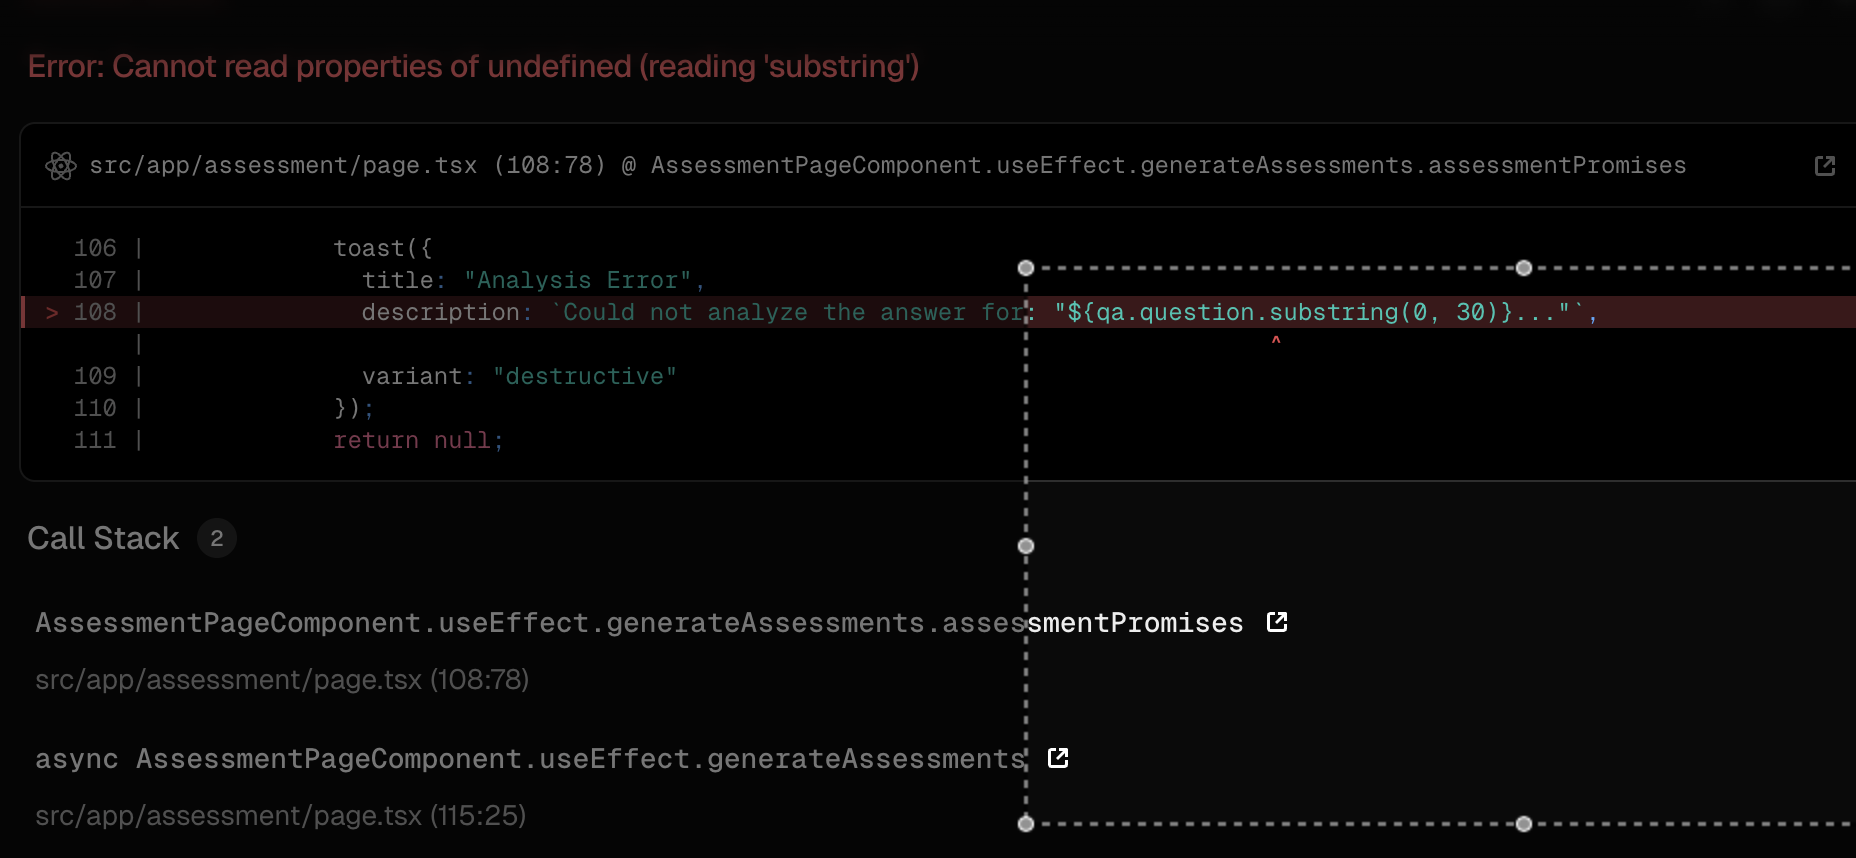 Error: Cannot read properties of undefined (reading 'substring')
src/app/assessment/page.tsx (108:78) @ AssessmentPageComponent.useEffect.generateAssessments.assessmentPromises
106 | toast({
107 | title: "Analysis Error",
> 108 | description: `Could not analyze the answer for: "${qa.question.substring(0, 30)}..."`,
| ^
109 | variant: "destructive"
110 | });
111 | return null;
Call Stack 2
AssessmentPageComponent.useEffect.generateAssessments.assessmentPromises
src/app/assessment/page.tsx (108:78)
async AssessmentPageComponent.useEffect.generateAssessments
src/app/assessment/page.tsx (115:25)